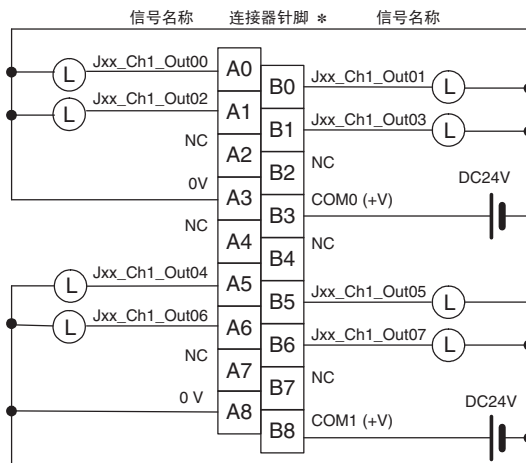 信号名称 连接器针脚 * 信号名称
L Jxx_Ch1_Out00 A0
B0 Jxx_Ch1_Out01 L
L Jxx_Ch1_Out02 A1
B1 Jxx_Ch1_Out03 L
NC A2
B2 NC
DC24V
0V A3
B3 COM0 (+V)
NC A4
B4 NC
L Jxx_Ch1_Out04 A5
B5 Jxx_Ch1_Out05 L
L Jxx_Ch1_Out06 A6
B6 Jxx_Ch1_Out07 L
NC A7
B7 NC
DC24V
0 V A8
B8 COM1 (+V)